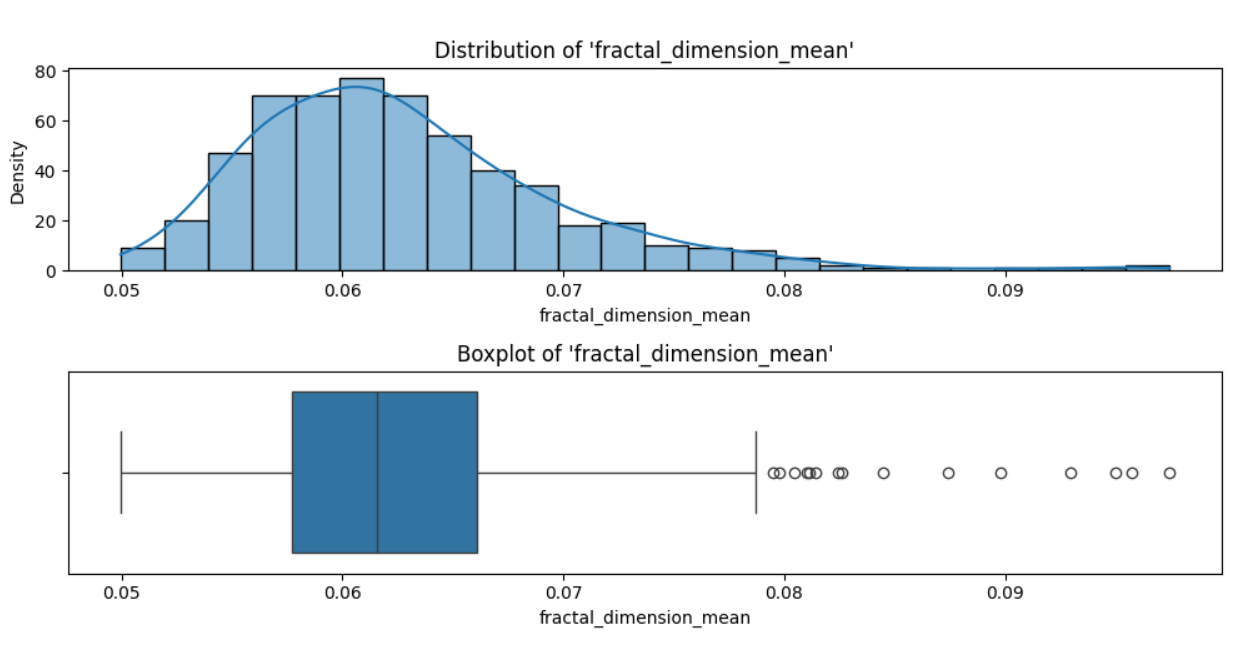 Distribution of 'fractal_dimension_mean'
80
60
40
20
0
Density
0.05 0.06 0.07 0.08 0.09
fractal_dimension_mean
Boxplot of 'fractal_dimension_mean'
0.05 0.06 0.07 0.08 0.09
fractal_dimension_mean